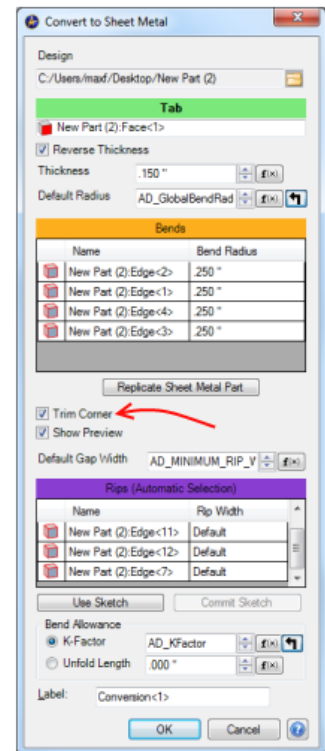 Convert to Sheet Metal
Design
C:/Users/maxf/Desktop/New Part (2)
Tab
New Part (2):Face<1>
Reverse Thickness
Thickness .150 " f(x)
Default Radius AD_GlobalBendRad f(x)
Bends
Name Bend Radius
New Part (2):Edge<2> .250 "
New Part (2):Edge<1> .250 "
New Part (2):Edge<4> .250 "
New Part (2):Edge<3> .250 "
Replicate Sheet Metal Part
Trim Corner
Show Preview
Default Gap Width AD_MINIMUM_RIP_V f(x)
Rips (Automatic Selection)
Name Rip Width
New Part (2):Edge<11> Default
New Part (2):Edge<12> Default
New Part (2):Edge<7> Default
Use Sketch Commit Sketch
Bend Allowance
K-Factor AD_KFactor f(x)
Unfold Length .000 " f(x)
Label: Conversion<1>
OK Cancel ?